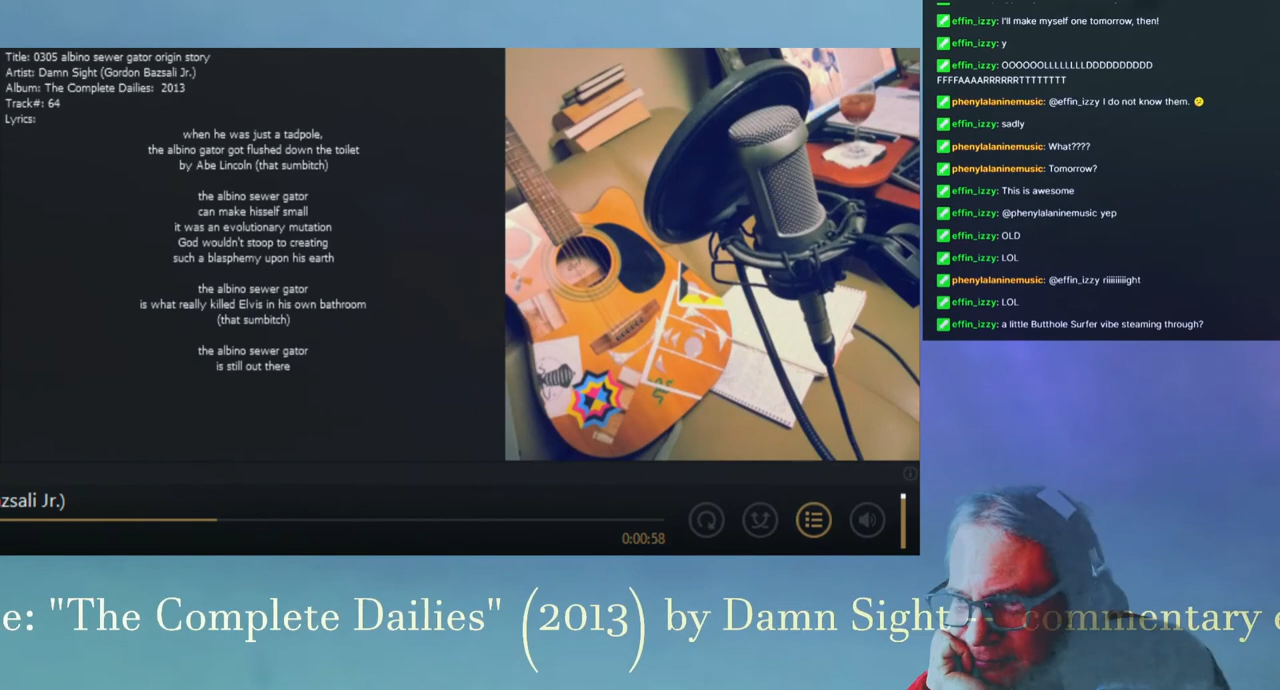 Title: 0305 albino sewer gator origin story
Artist: Damn Sight (Gordon Bazsali Jr.)
Album: The Complete Dailies: 2013
Track#: 64
Lyrics:
when he was just a tadpole,
the albino gator got flushed down the toilet
by Abe Lincoln (that sumbitch)
the albino sewer gator
can make hisself small
it was an evolutionary mutation
God wouldn't stoop to creating
such a blasphemy upon his earth
the albino sewer gator
is what really killed Elvis in his own bathroom
(that sumbitch)
the albino sewer gator
is still out there
zsali Jr.)
0:00:58
effin_izzy: I'll make myself one tomorrow, then!
effin_izzy: y
effin_izzy: OOOOOOLLLLLLLLDDDDDDDDDD
FFFFAAAARRRRRRTTTTTTTT
phenylalaninemusic: @effin_izzy I do not know them.
effin_izzy: sadly
phenylalaninemusic: What????
phenylalaninemusic: Tomorrow?
effin_izzy: This is awesome
effin_izzy: @phenylalaninemusic yep
effin_izzy: OLD
effin_izzy: LOL
phenylalaninemusic: @effin_izzy riiiiiiiiight
effin_izzy: LOL
effin_izzy: a little Butthole Surfer vibe steaming through?
e: "The Complete Dailies" (2013) by Damn Sight -- commentary e